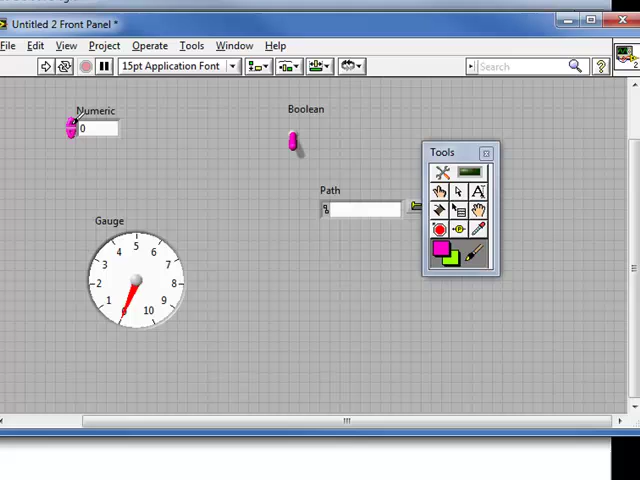 Untitled 2 Front Panel *
File Edit View Project Operate Tools Window Help
15pt Application Font
Search
?
2
Numeric
0
Boolean
Tools
A
Path
P
Gauge
5
4 6
3 7
2 8
1 9
0 10